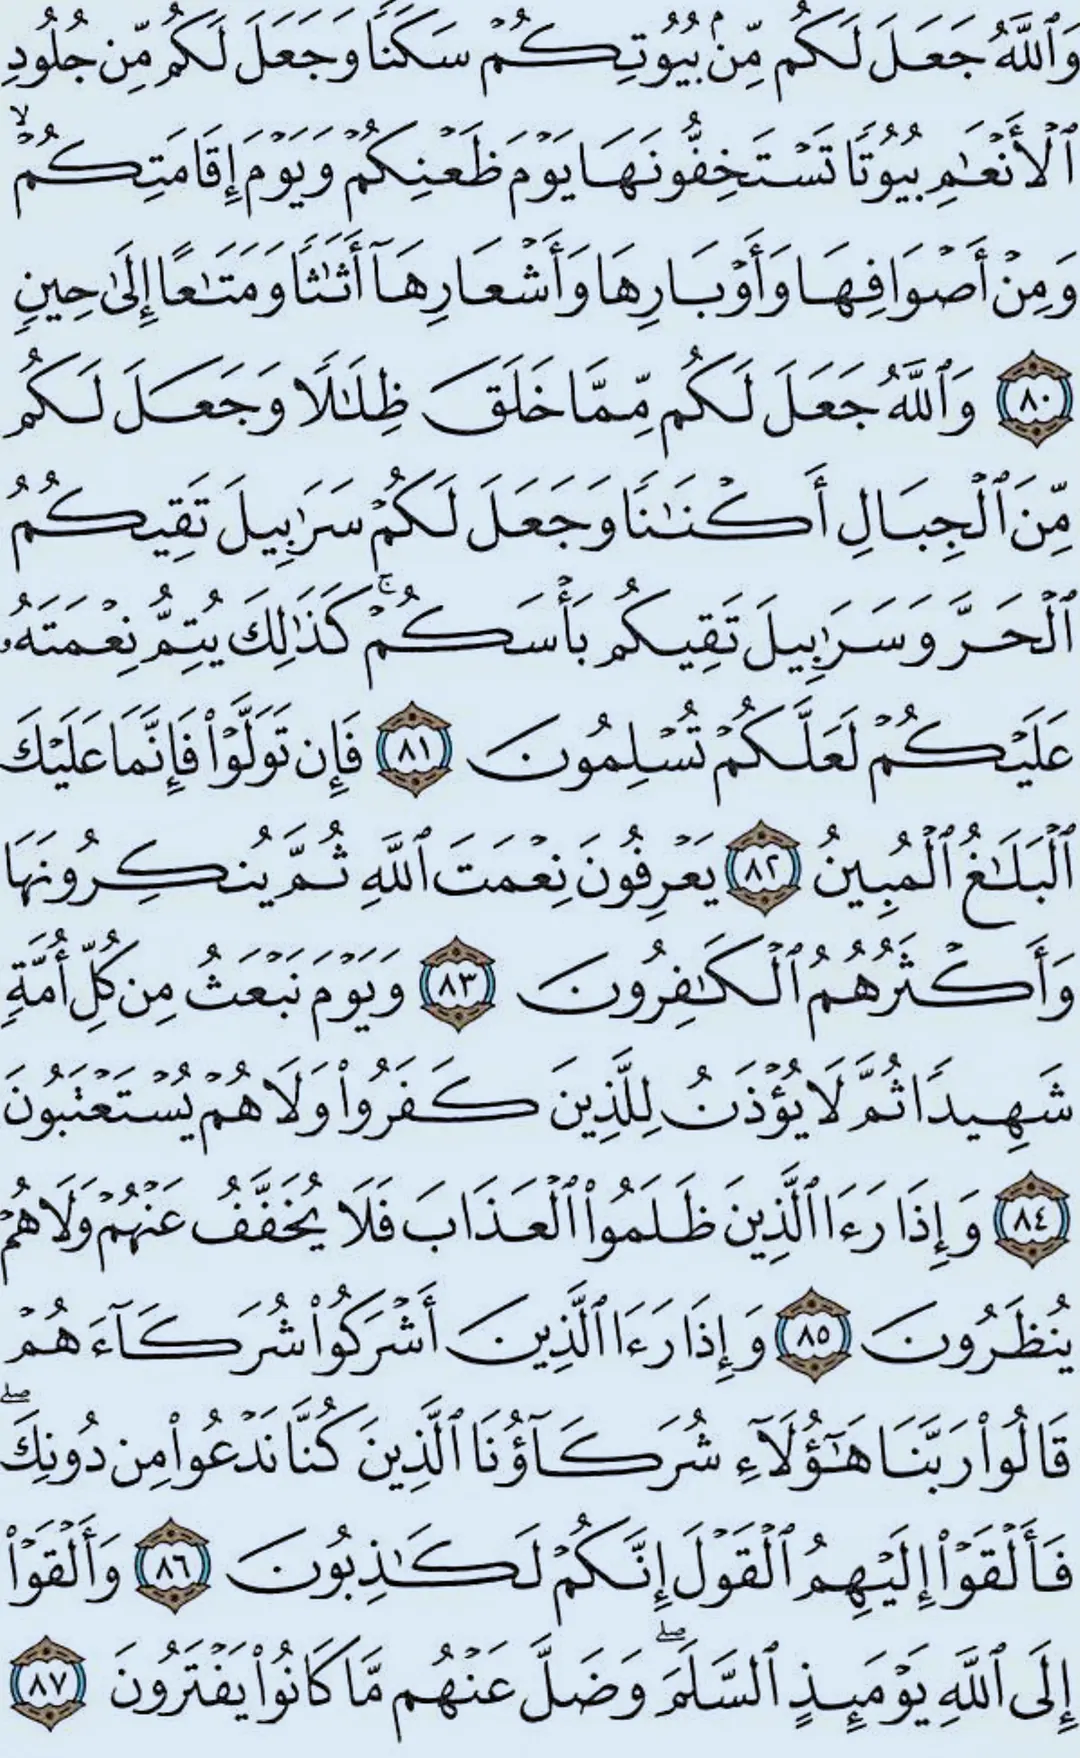 وَٱللَّهُ جَعَلَ لَكُم مِّنۢ بُيُوتِكُمۡ سَكَنٗا وَجَعَلَ لَكُم مِّن جُلُودِ
ٱلۡأَنۡعَٰمِ بُيُوتٗا تَسۡتَخِفُّونَهَا يَوۡمَ ظَعۡنِكُمۡ وَيَوۡمَ إِقَامَتِكُمۡۙ
وَمِنۡ أَصۡوَافِهَا وَأَوۡبَارِهَا وَأَشۡعَارِهَآ أَثَٰثٗا وَمَتَٰعًا إِلَىٰ حِينٖ
٨٠ وَٱللَّهُ جَعَلَ لَكُم مِّمَّا خَلَقَ ظِلَٰلٗا وَجَعَلَ لَكُم
مِّنَ ٱلۡجِبَالِ أَكۡنَٰنٗا وَجَعَلَ لَكُمۡ سَرَٰبِيلَ تَقِيكُمُ
ٱلۡحَرَّ وَسَرَٰبِيلَ تَقِيكُم بَأۡسَكُمۡۚ كَذَٰلِكَ يُتِمُّ نِعۡمَتَهُۥ
عَلَيۡكُمۡ لَعَلَّكُمۡ تُسۡلِمُونَ ٨١ فَإِن تَوَلَّوۡاْ فَإِنَّمَا عَلَيۡكَ
ٱلۡبَلَٰغُ ٱلۡمُبِينُ ٨٢ يَعۡرِفُونَ نِعۡمَتَ ٱللَّهِ ثُمَّ يُنكِرُونَهَا
وَأَكۡثَرُهُمُ ٱلۡكَٰفِرُونَ ٨٣ وَيَوۡمَ نَبۡعَثُ مِن كُلِّ أُمَّةٖ
شَهِيدٗا ثُمَّ لَا يُؤۡذَنُ لِلَّذِينَ كَفَرُواْ وَلَا هُمۡ يُسۡتَعۡتَبُونَ
٨٤ وَإِذَا رَءَا ٱلَّذِينَ ظَلَمُواْ ٱلۡعَذَابَ فَلَا يُخَفَّفُ عَنۡهُمۡ وَلَا هُمۡ
يُنظَرُونَ ٨٥ وَإِذَا رَءَا ٱلَّذِينَ أَشۡرَكُواْ شُرَكَآءَهُمۡ
قَالُواْ رَبَّنَا هَٰٓؤُلَآءِ شُرَكَآؤُنَا ٱلَّذِينَ كُنَّا نَدۡعُواْ مِن دُونِكَۖ
فَأَلۡقَوۡاْ إِلَيۡهِمُ ٱلۡقَوۡلَ إِنَّكُمۡ لَكَٰذِبُونَ ٨٦ وَأَلۡقَوۡاْ
إِلَى ٱللَّهِ يَوۡمَئِذٍ ٱلسَّلَمَۖ وَضَلَّ عَنۡهُم مَّا كَانُواْ يَفۡتَرُونَ ٨٧